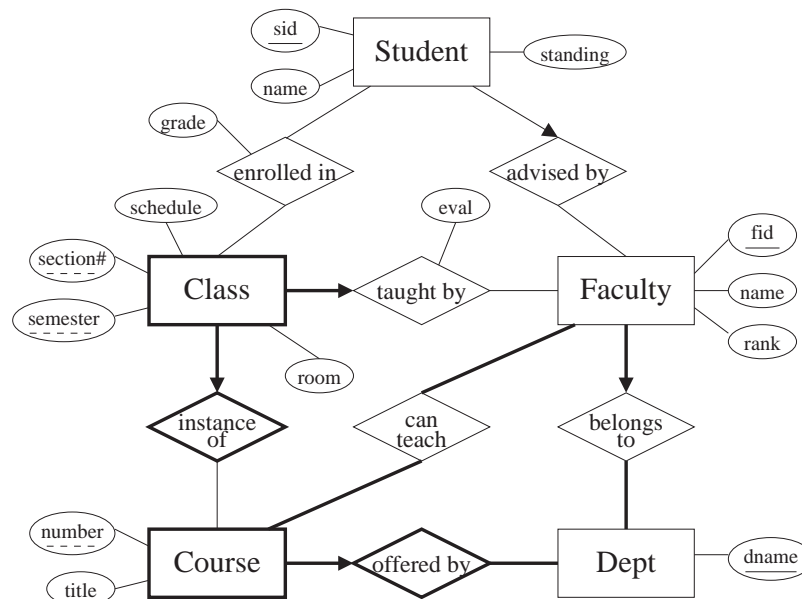 sid
Student
standing
name
grade
enrolled in
advised by
schedule
eval
section#
fid
Class
taught by
Faculty
name
semester
rank
room
instance
of
can
teach
belongs
to
number
Course
offered by
Dept
dname
title